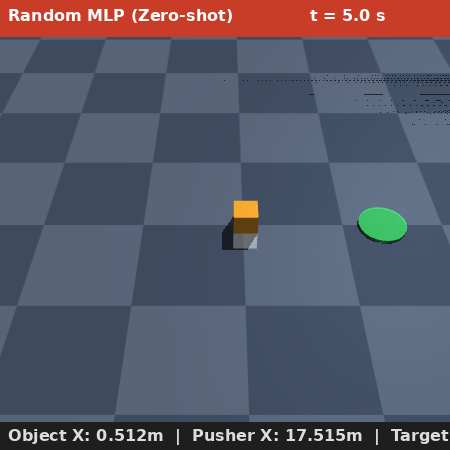 Random MLP (Zero-shot) t = 5.0 s
Object X: 0.512m | Pusher X: 17.515m | Target